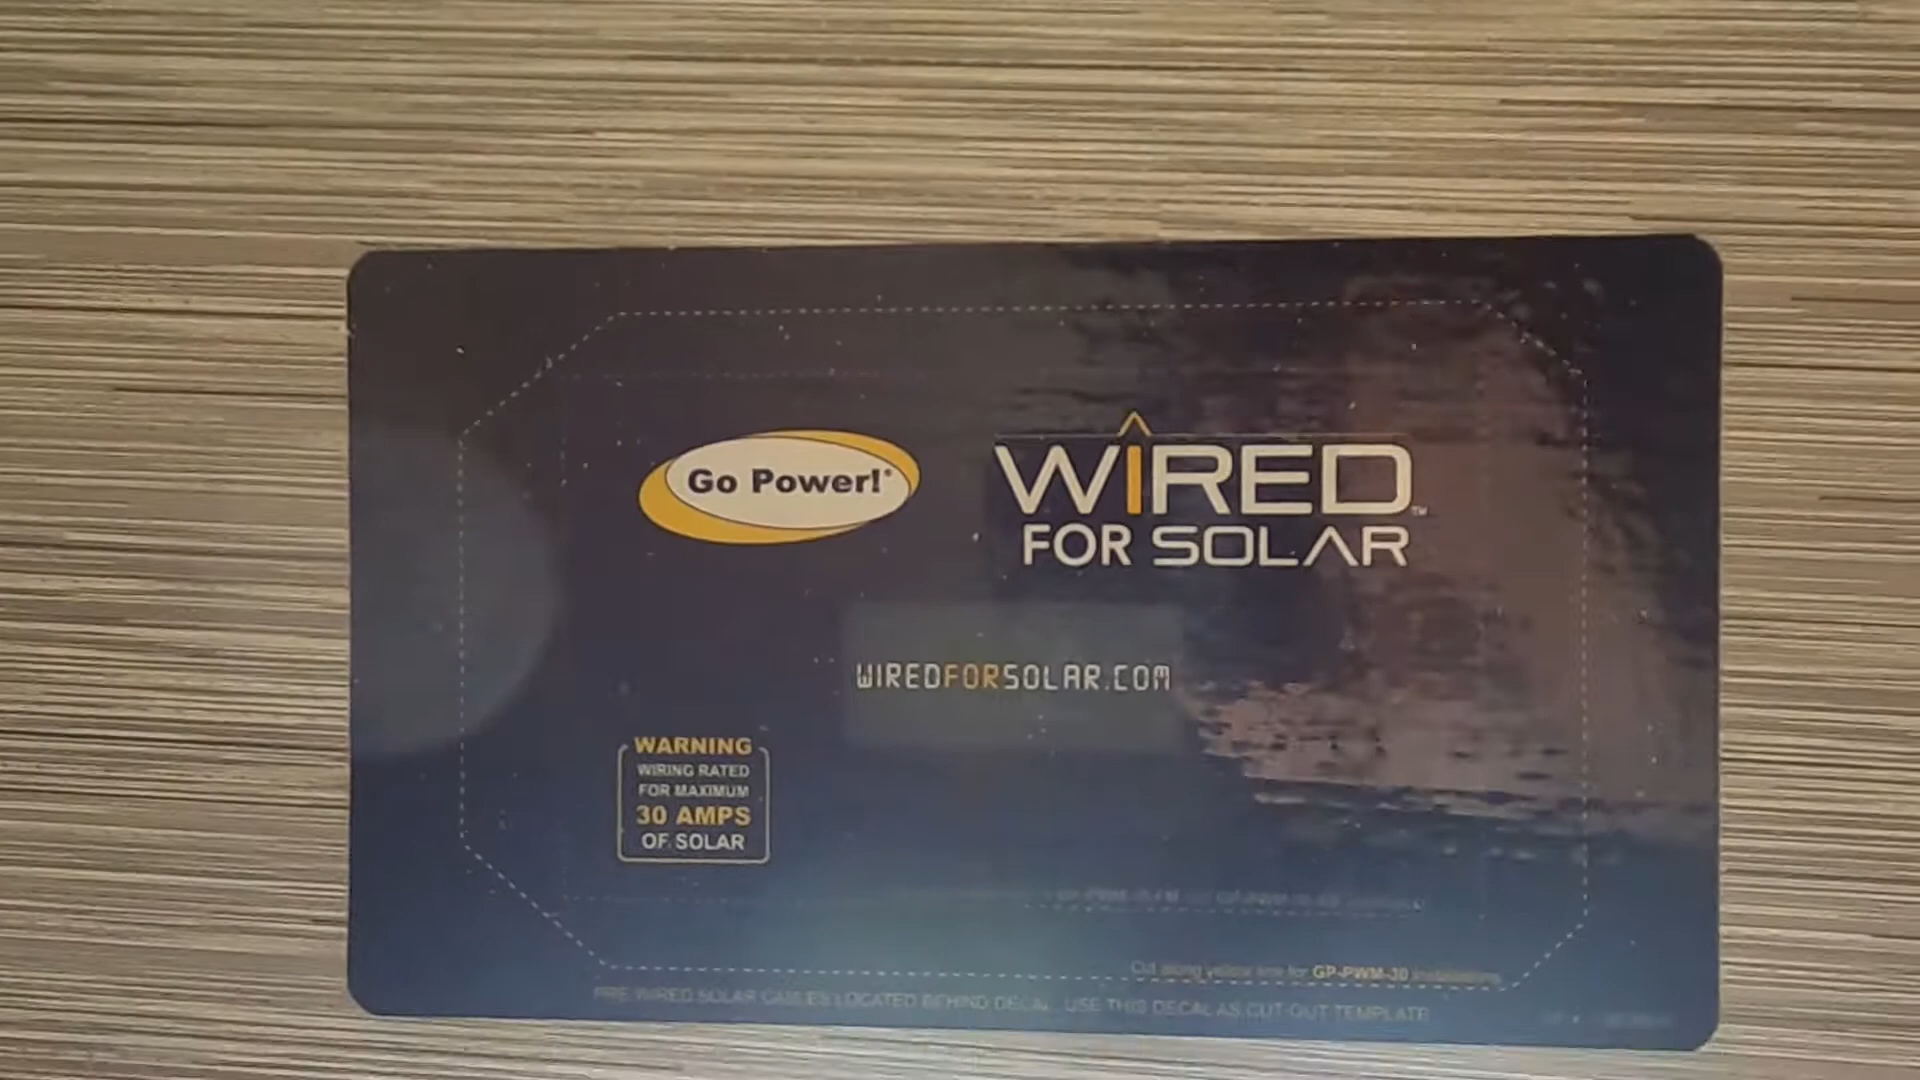 Go Power!®
WIRED™
FOR SOLAR
WIREDFORSOLAR.COM
WARNING
WIRING RATED
FOR MAXIMUM
30 AMPS
OF SOLAR
Cut along yellow line for GP-PWM-30 installations
PRE-WIRED SOLAR CABLES LOCATED BEHIND DECAL. USE THIS DECAL AS CUT-OUT TEMPLATE